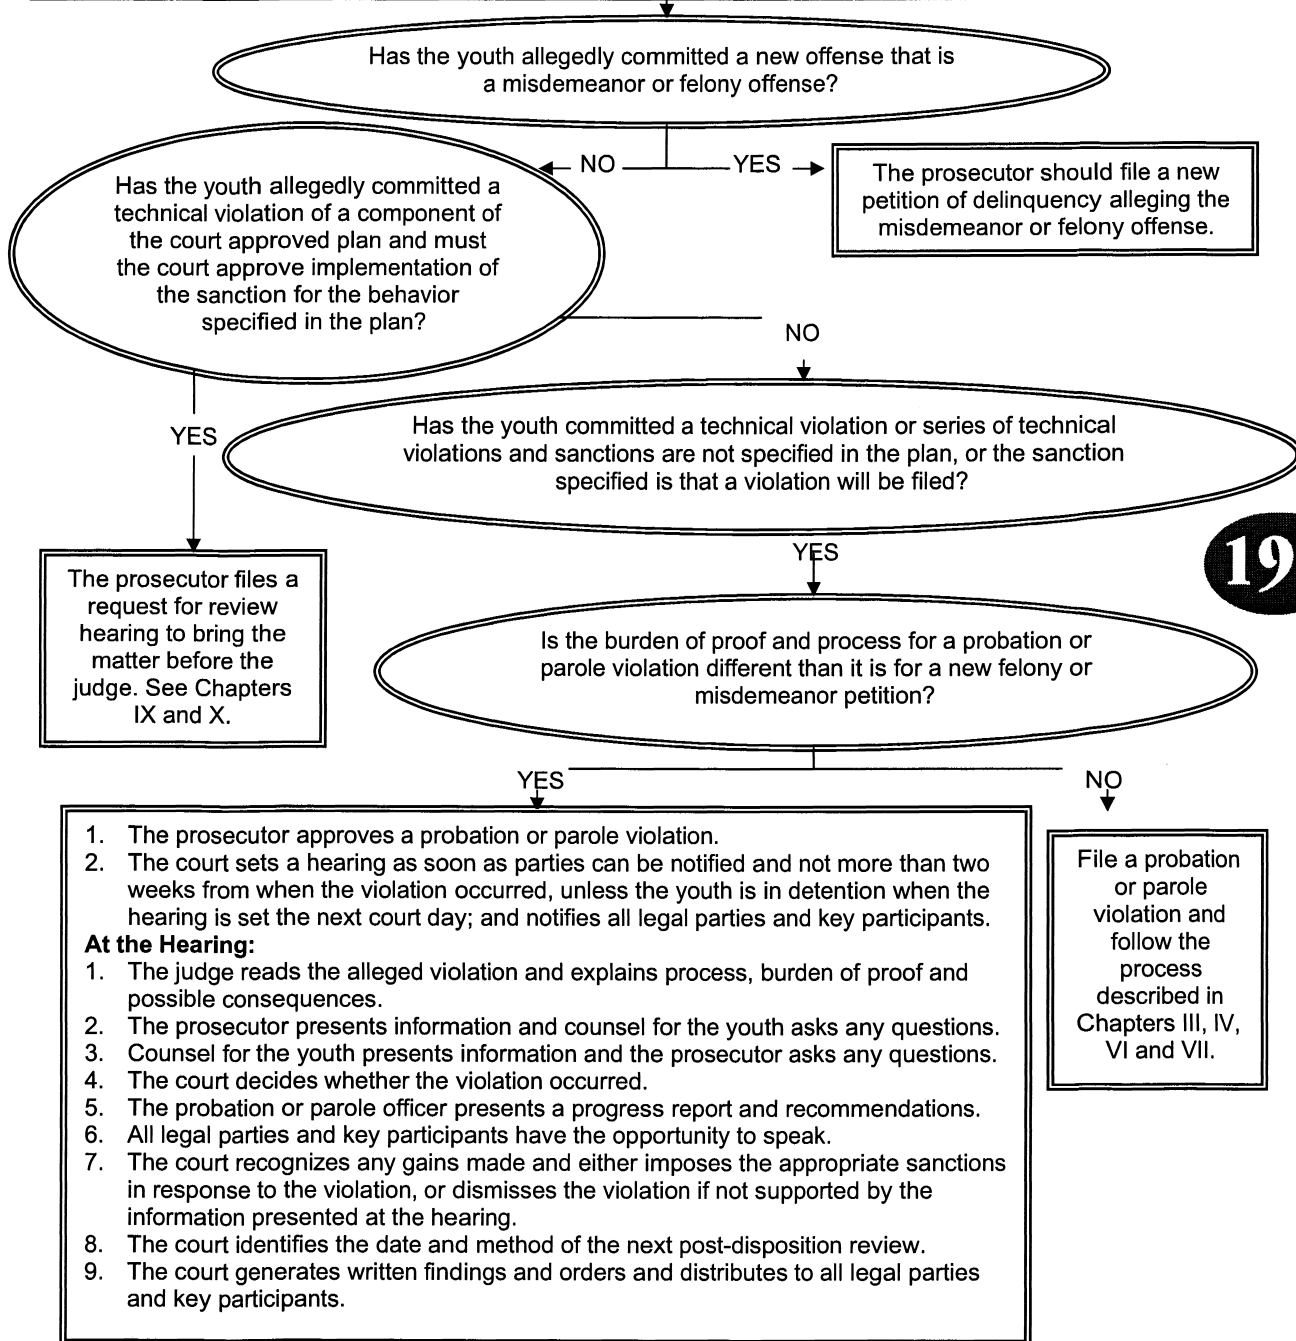 Has the youth allegedly committed a new offense that is
a misdemeanor or felony offense?
NO
YES
The prosecutor should file a new
petition of delinquency alleging the
misdemeanor or felony offense.
Has the youth allegedly committed a
technical violation of a component of
the court approved plan and must
the court approve implementation of
the sanction for the behavior
specified in the plan?
NO
YES
Has the youth committed a technical violation or series of technical
violations and sanctions are not specified in the plan, or the sanction
specified is that a violation will be filed?
YES
19
The prosecutor files a
request for review
hearing to bring the
matter before the
judge. See Chapters
IX and X.
Is the burden of proof and process for a probation or
parole violation different than it is for a new felony or
misdemeanor petition?
YES
NO
1. The prosecutor approves a probation or parole violation.
2. The court sets a hearing as soon as parties can be notified and not more than two
weeks from when the violation occurred, unless the youth is in detention when the
hearing is set the next court day; and notifies all legal parties and key participants.
At the Hearing:
1. The judge reads the alleged violation and explains process, burden of proof and
possible consequences.
2. The prosecutor presents information and counsel for the youth asks any questions.
3. Counsel for the youth presents information and the prosecutor asks any questions.
4. The court decides whether the violation occurred.
5. The probation or parole officer presents a progress report and recommendations.
6. All legal parties and key participants have the opportunity to speak.
7. The court recognizes any gains made and either imposes the appropriate sanctions
in response to the violation, or dismisses the violation if not supported by the
information presented at the hearing.
8. The court identifies the date and method of the next post-disposition review.
9. The court generates written findings and orders and distributes to all legal parties
and key participants.
File a probation
or parole
violation and
follow the
process
described in
Chapters III, IV,
VI and VII.